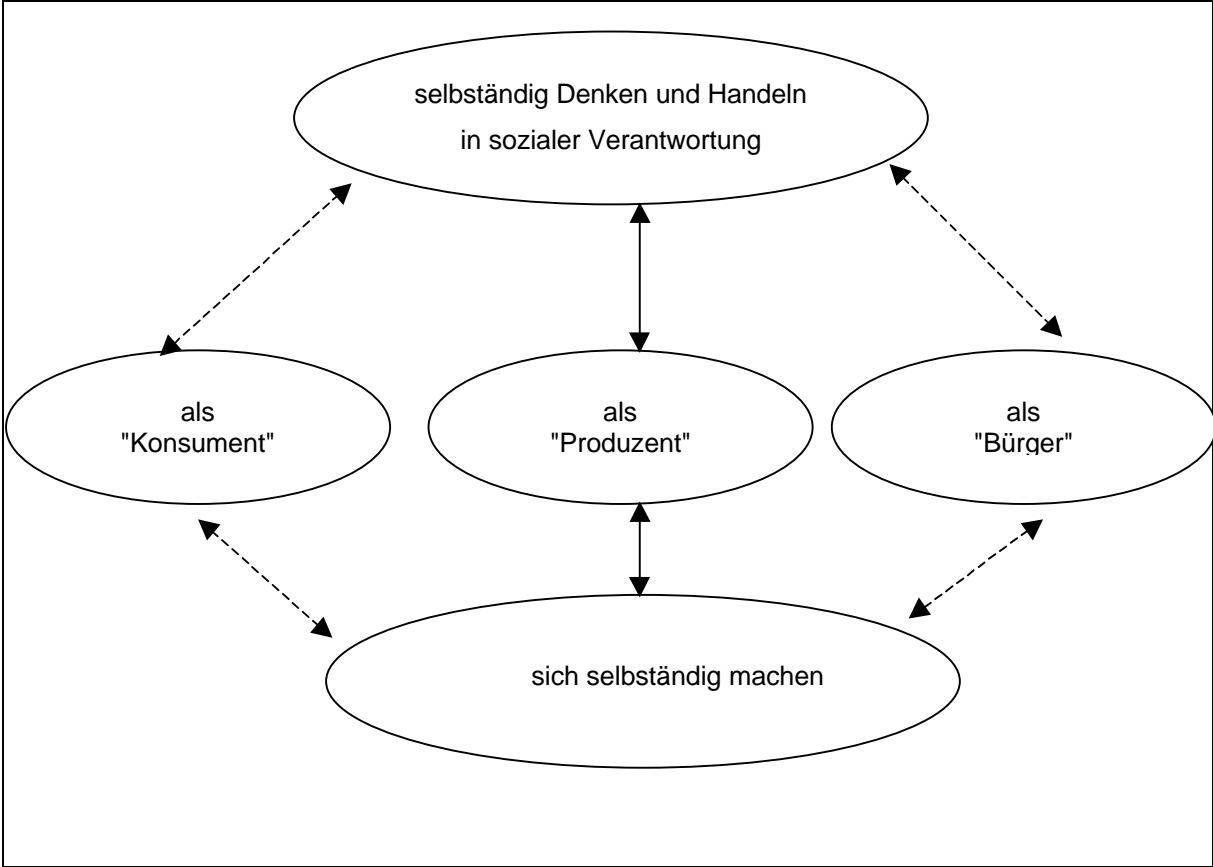 selbständig Denken und Handeln
in sozialer Verantwortung
als
"Konsument"
als
"Produzent"
als
"Bürger"
sich selbständig machen